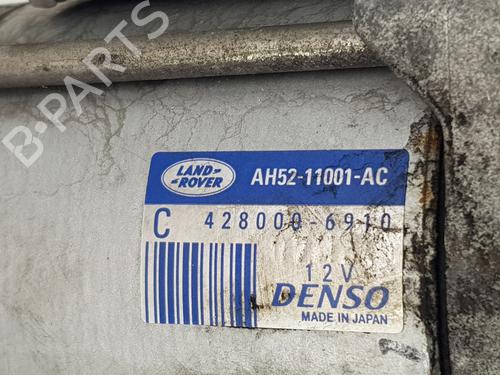 B-PARTS
LAND-
-ROVER
AH52-11001-AC
C 428000-6910
12V
DENSO
MADE IN JAPAN